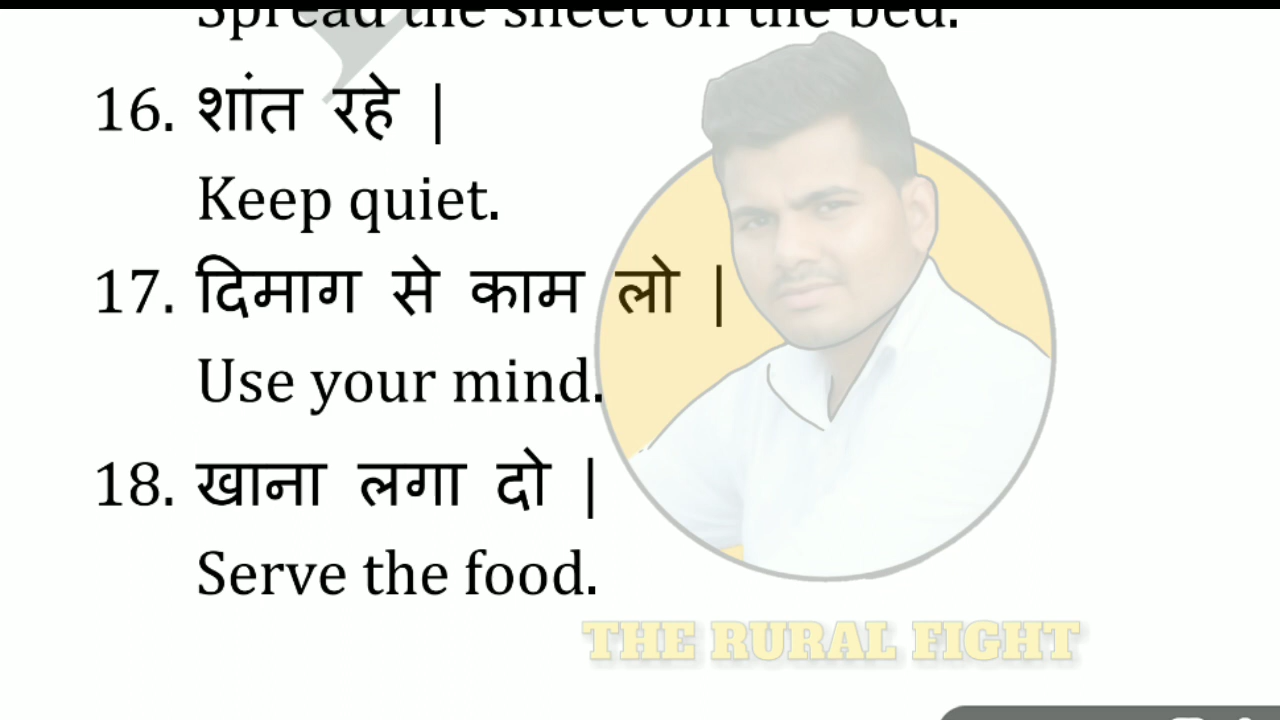 Spread the sheet on the bed.
16. शांत रहे |
Keep quiet.
17. दिमाग से काम लो |
Use your mind.
18. खाना लगा दो |
Serve the food.
THE RURAL FIGHT